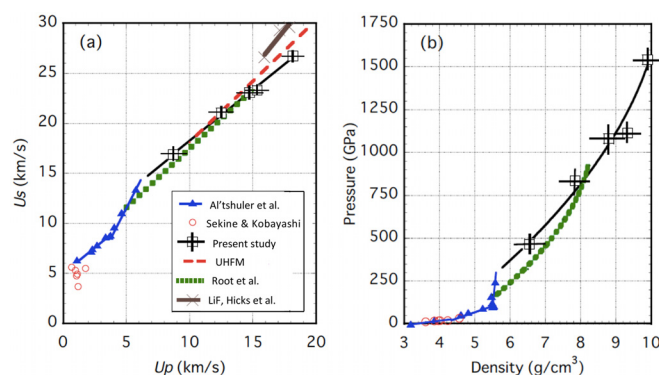 (a)
30
25
20
15
10
5
0
0
5
10
15
20
Us (km/s)
Up (km/s)
Al'tshuler et al.
Sekine & Kobayashi
Present study
UHFM
Root et al.
LiF, Hicks et al.
(b)
1750
1500
1250
1000
750
500
250
0
3
4
5
6
7
8
9
10
Pressure (GPa)
Density (g/cm³)